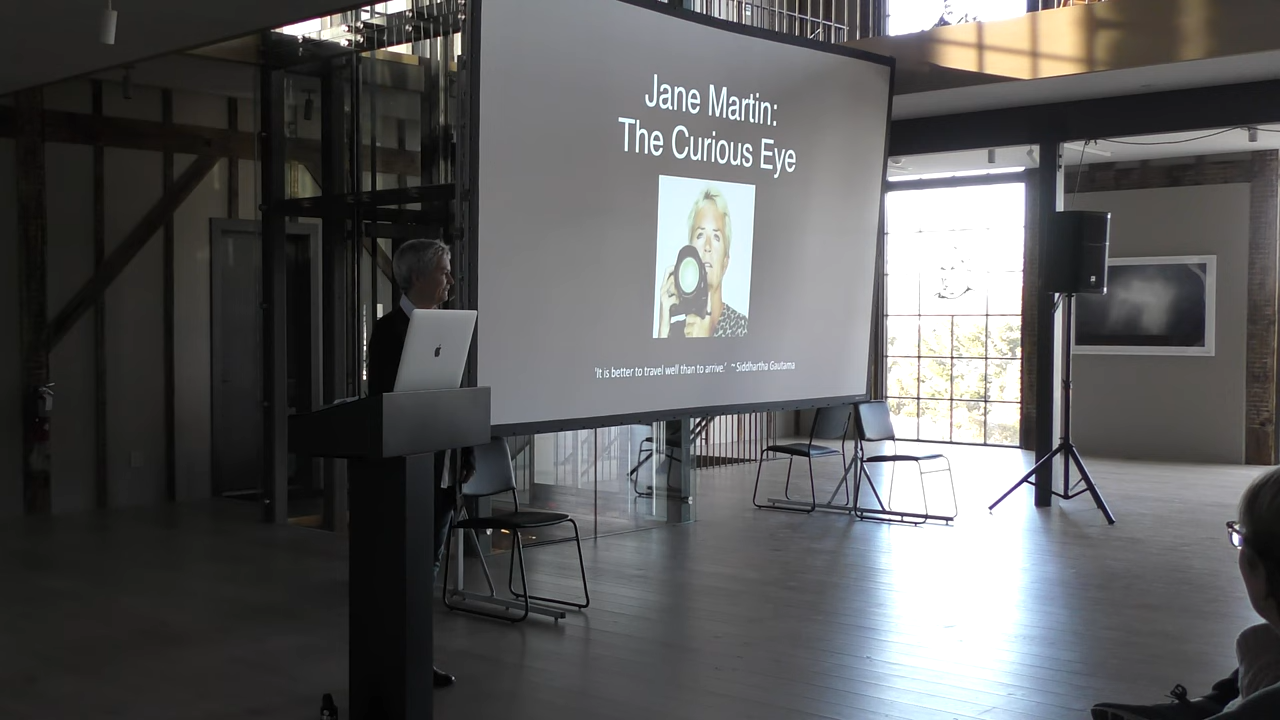 Jane Martin:
The Curious Eye
'It is better to travel well than to arrive.' ~ Siddhartha Gautama